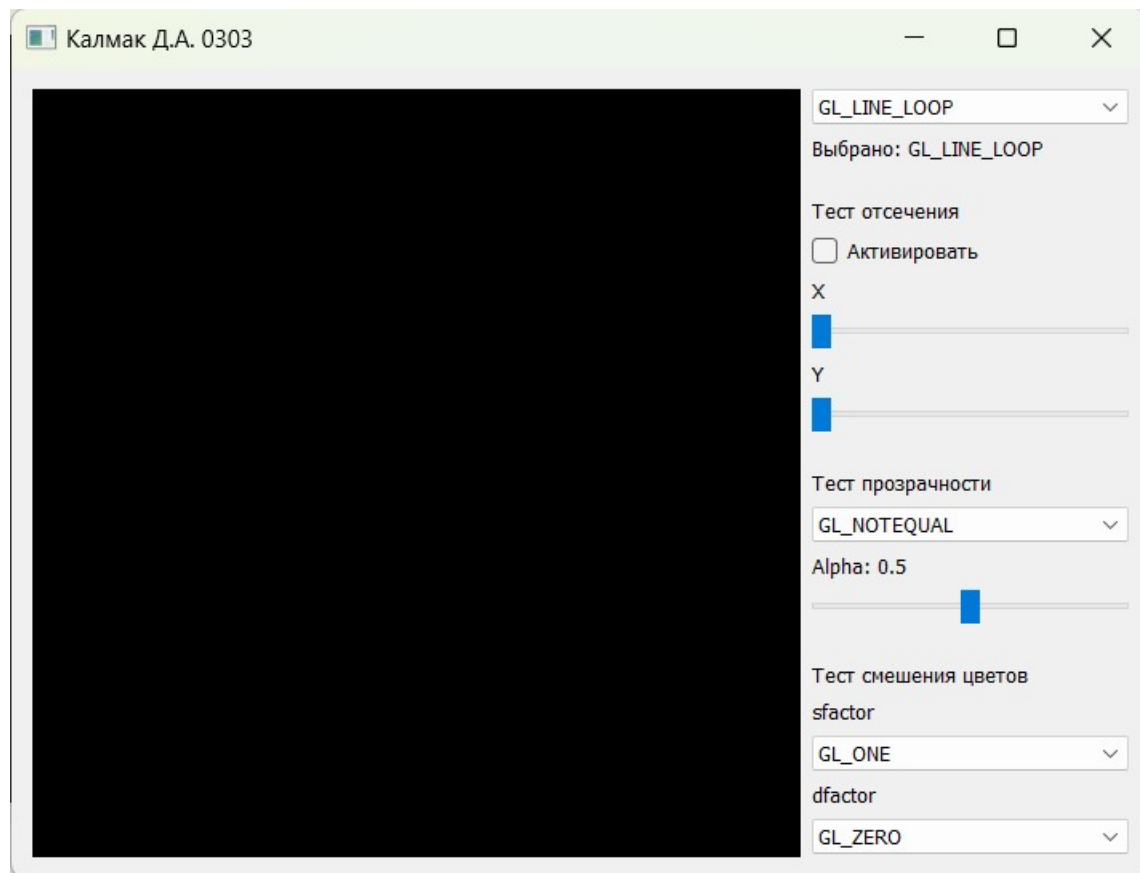 Калмак Д.А. 0303
GL_LINE_LOOP
Выбрано: GL_LINE_LOOP
Тест отсечения
Активировать
X
Y
Тест прозрачности
GL_NOTEQUAL
Alpha: 0.5
Тест смешения цветов
sfactor
GL_ONE
dfactor
GL_ZERO